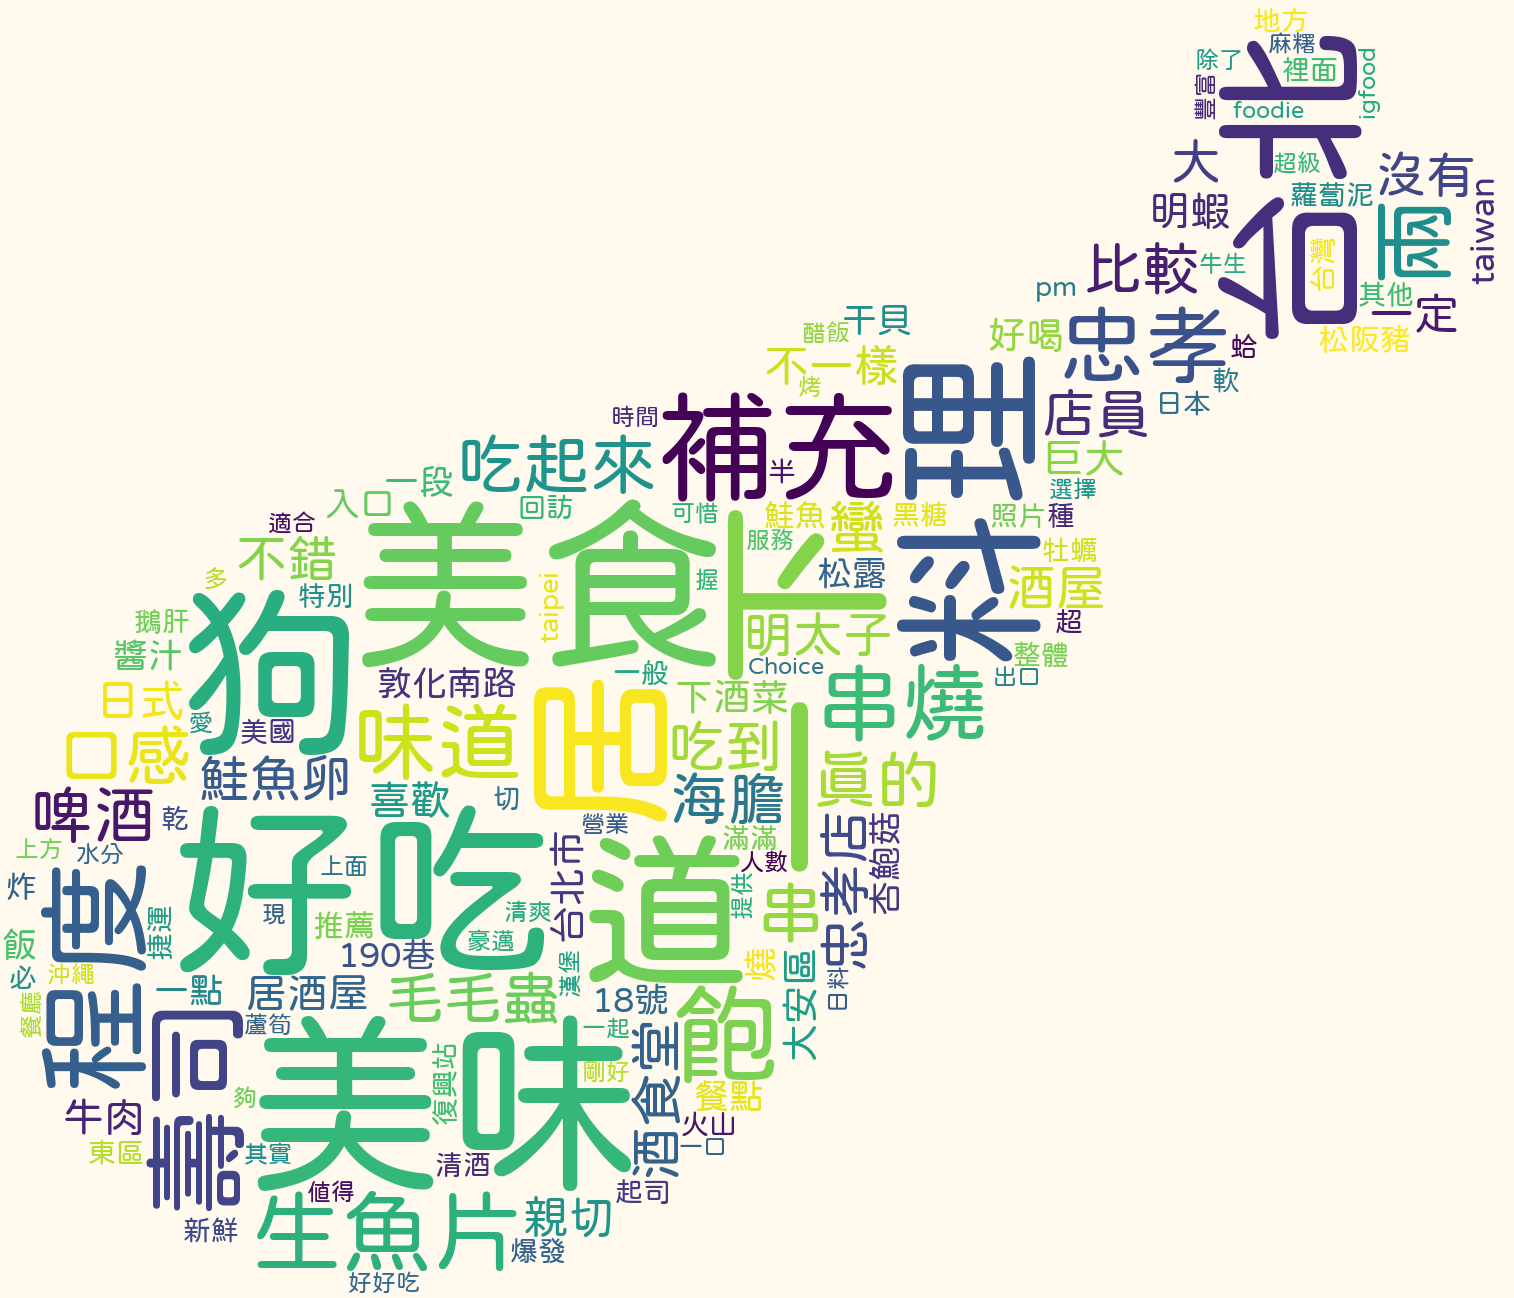 地方
麻糬
除了
裡面
igfood
豐富
foodie
台北
超級
大
沒有
蘿蔔泥
taiwan
明蝦
兩
台灣
比較
牛生
pm
其他
一定
干貝
忠孝
醋飯
好喝
松阪豬
蛤
不一樣
料理
軟
烤
店員
日本
補充
時間
吃起來
半
巨大
一段
選擇
入口
回訪
美食
可惜
鮭魚
蠻
黑糖
照片
種
適合
一下
服務
不錯
牡蠣
多
特別
taipei
握
松露
酒屋
狗
鵝肝
超
明太子
醬汁
整體
敦化南路
一般
Choice
出口
日式
店
下酒菜
串燒
愛
美國
味道
吃到
口感
真的
鮭魚卵
喜歡
切
海膽
啤酒
乾
營業
忠孝店
杏鮑菇
上方
水分
好吃
台北市
道
滿滿
人數
上面
炸
程度
提供
串
現
清爽
推薦
捷運
飯
190巷
豪邁
漢堡
燒
大安區
日料
必
沖繩
一點
居酒屋
毛毛蟲
18號
飽
餐廳
壽司
蘆筍
美味
一起
酒食堂
復興站
剛好
夠
餐點
牛肉
火山
東區
其實
一口
清酒
值得
起司
新鮮
生魚片
親切
爆發
好好吃